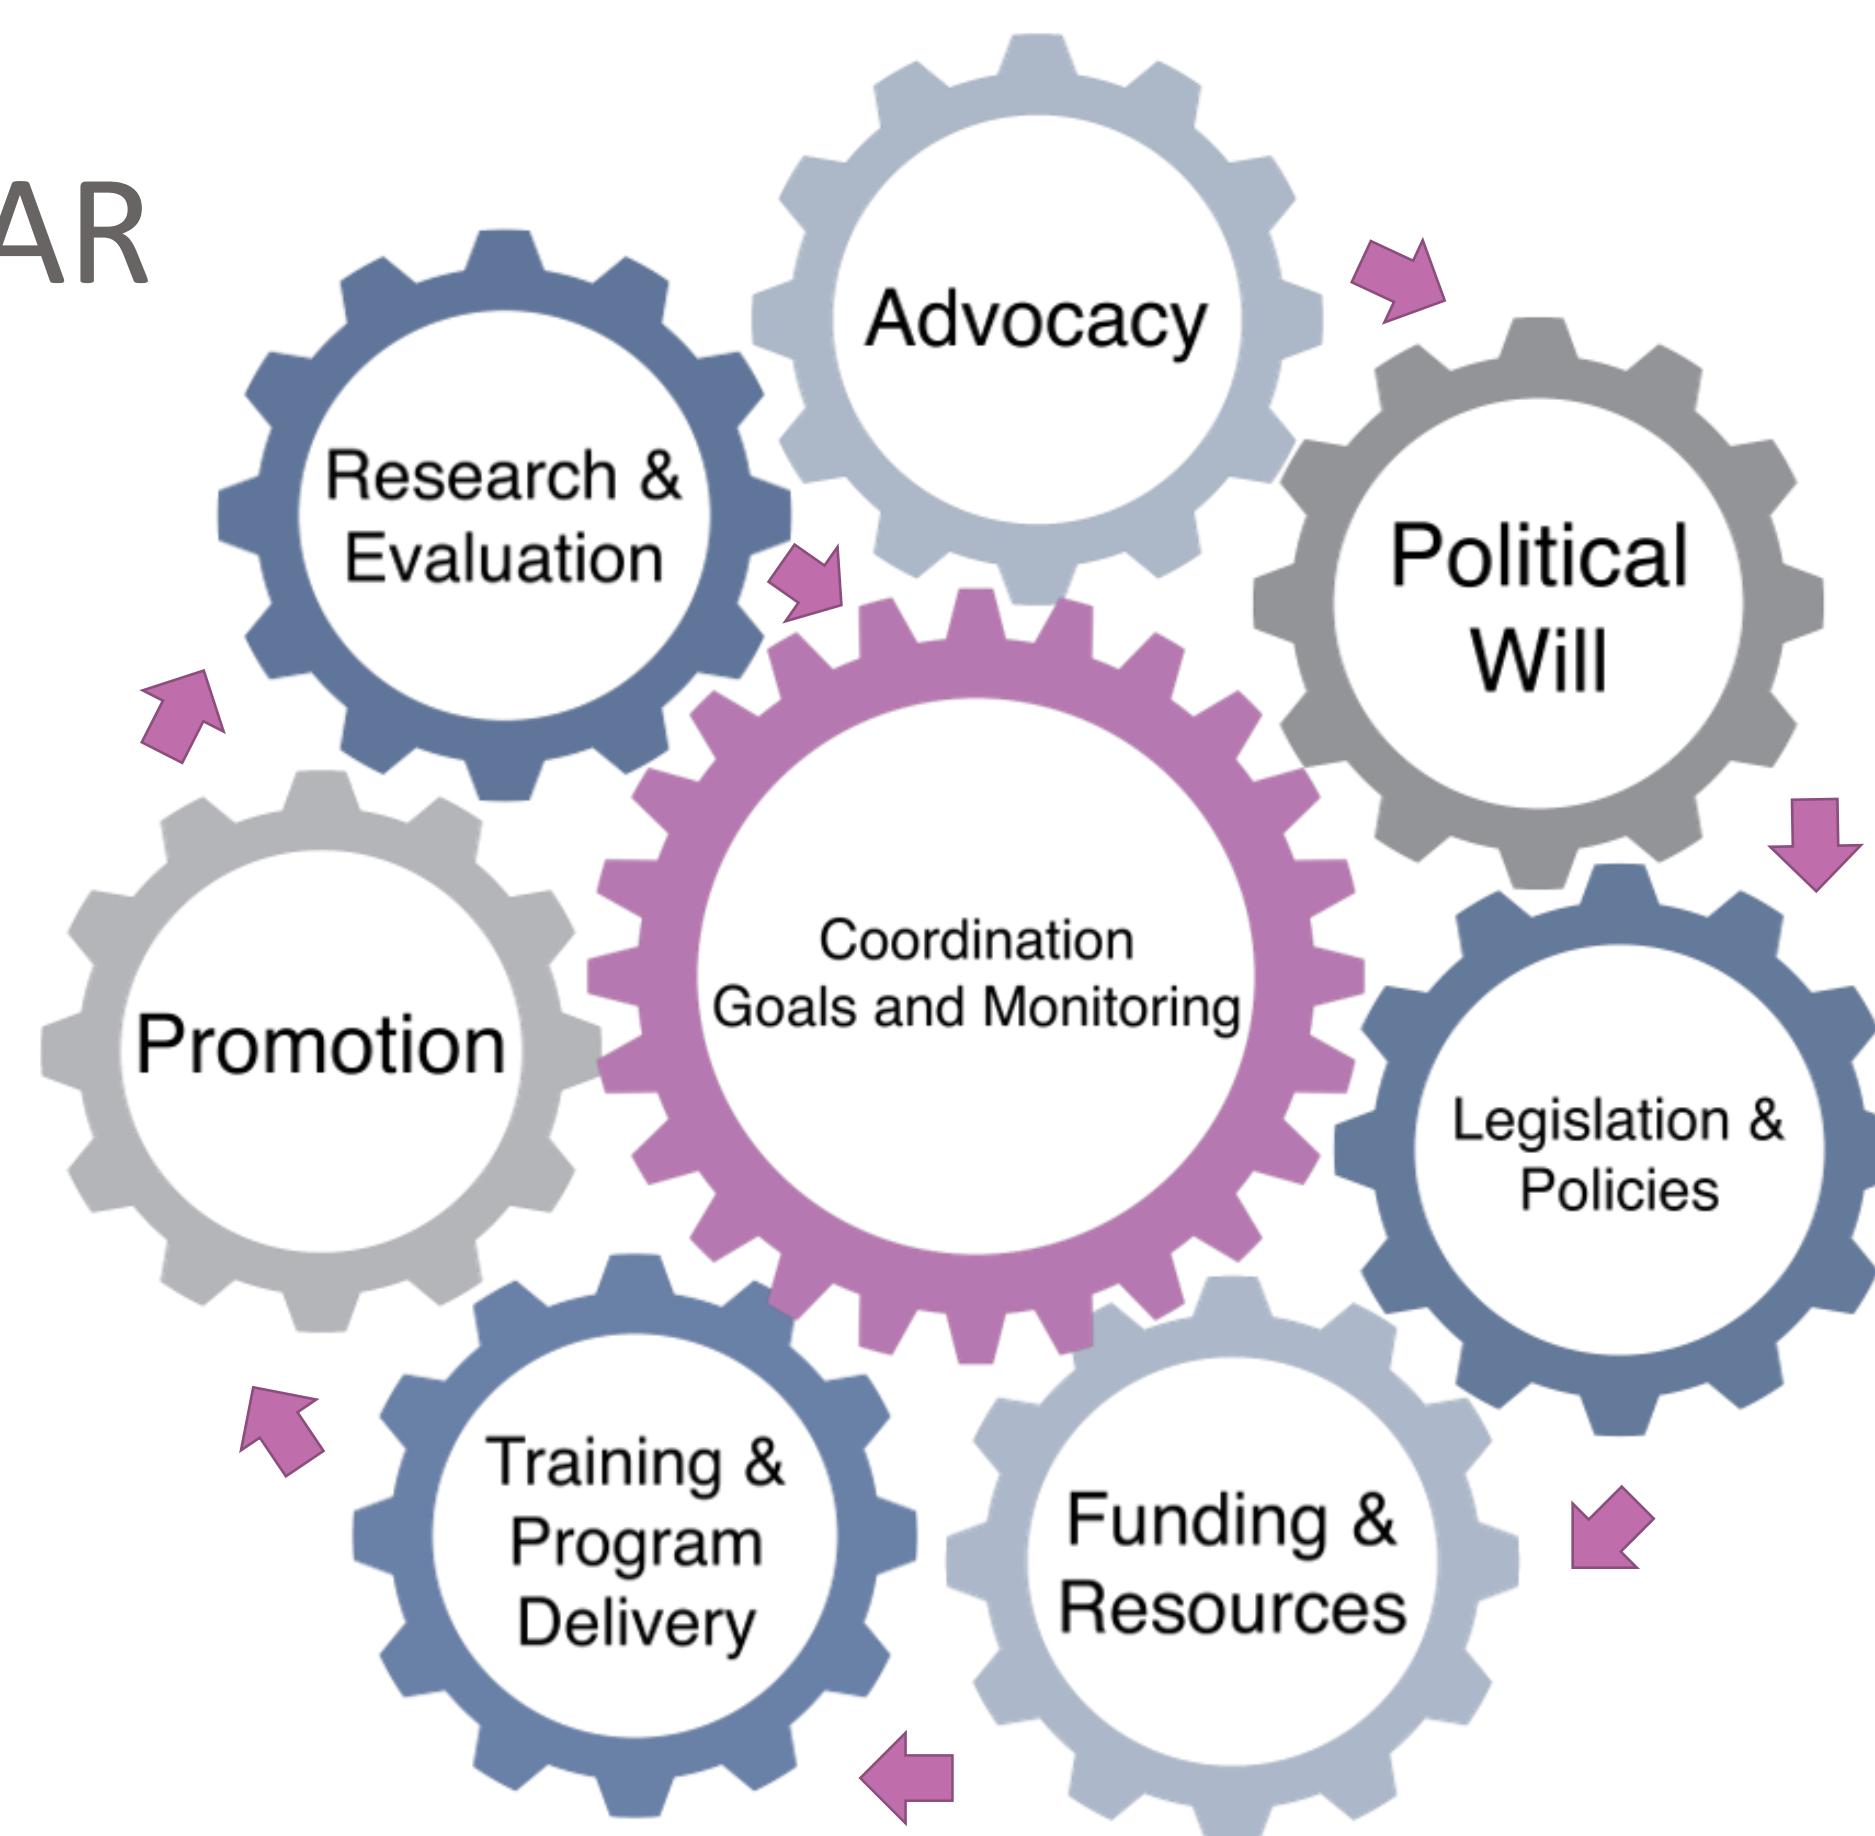 AR
Advocacy
Research &
Evaluation
Political
Will
Coordination
Goals and Monitoring
Promotion
Legislation &
Policies
Training &
Program
Delivery
Funding &
Resources